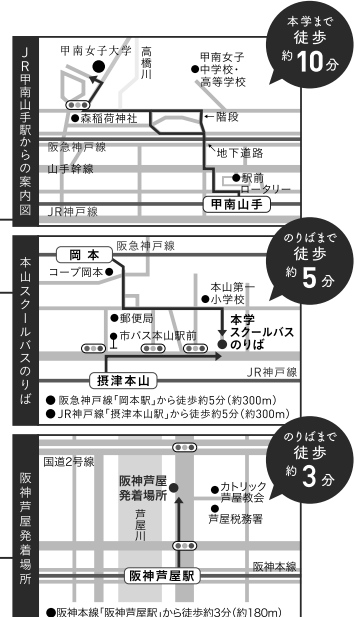 JR甲南山手駅からの案内図
本学まで
徒歩
約10分
甲南女子大学
高橋川
甲南女子
中学校・
高等学校
森稲荷神社
階段
阪急神戸線
地下道路
山手幹線
駅前
ロータリー
甲南山手
JR神戸線
本山スクールバスのりば
のりばまで
徒歩
約5分
岡本
阪急神戸線
コープ岡本
本山第一
小学校
郵便局
本学
スクールバス
のりば
市バス本山駅前
JR神戸線
摂津本山
●阪急神戸線「岡本駅」から徒歩約5分(約300m)
●JR神戸線「摂津本山駅」から徒歩約5分(約300m)
阪神芦屋発着場所
のりばまで
徒歩
約3分
国道2号線
阪神芦屋
発着場所
カトリック
芦屋教会
芦屋川
芦屋税務署
阪神本線
阪神芦屋駅
●阪神本線「阪神芦屋駅」から徒歩約3分(約180m)